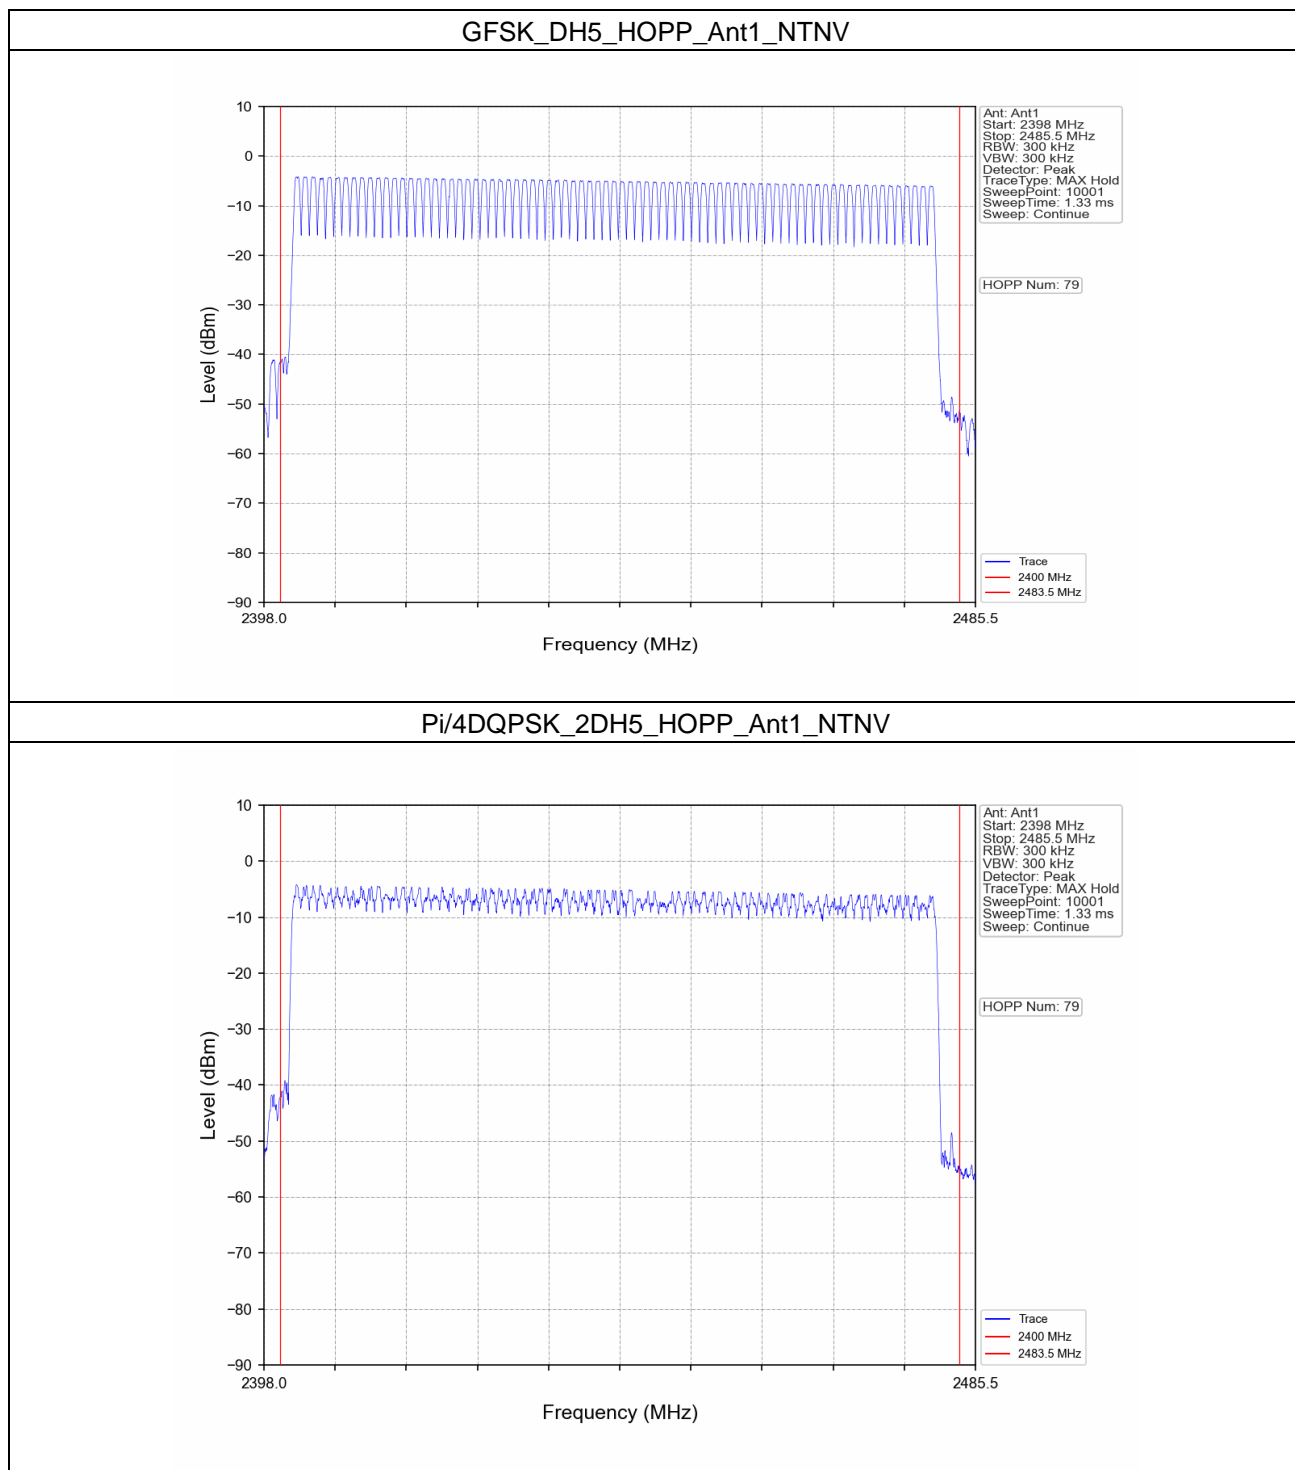 GFSK_DH5_HOPP_Ant1_NTNV
10
0
−10
−20
−30
−40
−50
−60
−70
−80
−90
Level (dBm)
2398.0
2485.5
Frequency (MHz)
Ant: Ant1
Start: 2398 MHz
Stop: 2485.5 MHz
RBW: 300 kHz
VBW: 300 kHz
Detector: Peak
TraceType: MAX Hold
SweepPoint: 10001
SweepTime: 1.33 ms
Sweep: Continue
HOPP Num: 79
Trace
2400 MHz
2483.5 MHz
Pi/4DQPSK_2DH5_HOPP_Ant1_NTNV
10
0
−10
−20
−30
−40
−50
−60
−70
−80
−90
Level (dBm)
2398.0
2485.5
Frequency (MHz)
Ant: Ant1
Start: 2398 MHz
Stop: 2485.5 MHz
RBW: 300 kHz
VBW: 300 kHz
Detector: Peak
TraceType: MAX Hold
SweepPoint: 10001
SweepTime: 1.33 ms
Sweep: Continue
HOPP Num: 79
Trace
2400 MHz
2483.5 MHz